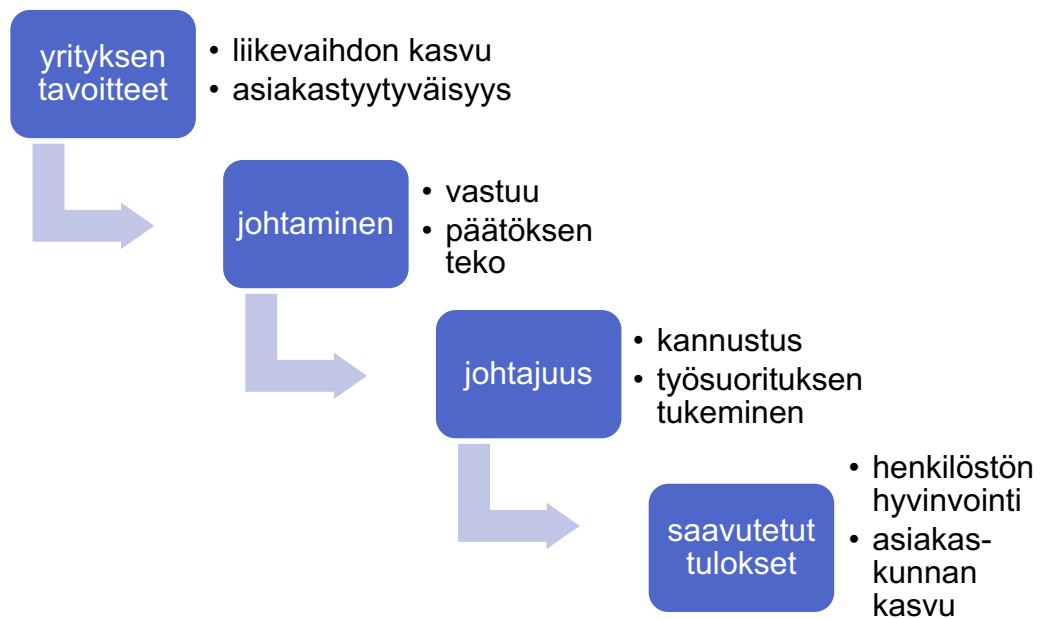 yrityksen
tavoitteet
• liikevaihdon kasvu
• asiakastyytyväisyys
johtaminen
• vastuu
• päätöksen
teko
johtajuus
• kannustus
• työsuorituksen
tukeminen
saavutetut
tulokset
• henkilöstön
hyvinvointi
• asiakas-
kunnan
kasvu